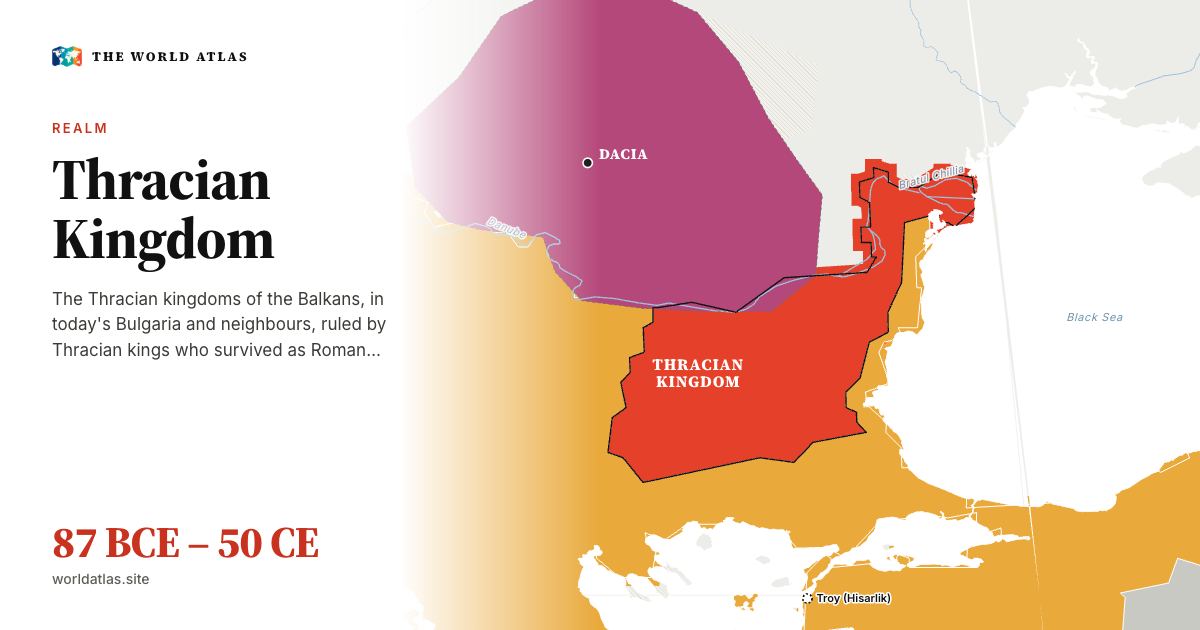 THE WORLD ATLAS
REALM
Thracian
Kingdom
The Thracian kingdoms of the Balkans, in
today's Bulgaria and neighbours, ruled by
Thracian kings who survived as Roman...
87 BCE – 50 CE
worldatlas.site
DACIA
Bratul Chilia
Danube
Black Sea
THRACIAN
KINGDOM
Troy (Hisarlik)